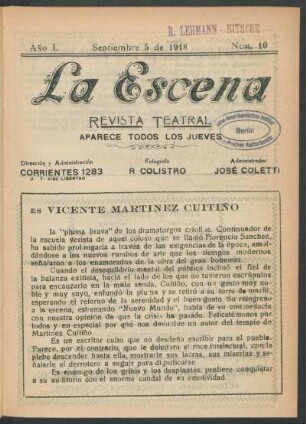 R. LEHMANN - NITSCHE
Año I. Septiembre 5 de 1918 Núm. 10
La Escena
REVISTA TEATRAL
APARECE TODOS LOS JUEVES
Berlin
Dirección y Administración Fotógrafo Administrador
CORRIENTES 1283 R COLISTRO JOSÉ COLETTI
U. T. 4183 LIBERTAD
ES VICENTE MARTINEZ CUITIÑO
la "pluma brava" do los dramaturgos criollos. Continuador de
la escuela verista de aquel coloso que se llamó Florencio Sanchez,
ha sabido prolongarla a través de las exigencias de la época, amol-
dándose a los nuevos rumbos de arte que los tiempos modernos
señalaron a los enamorados de la obra del gran bohemio.
Cuando el desequilibrio mental del público inclinó el fiel de
la balanza escénica, hacia el lado de los que no tuvieron escrúpulos
para encauzarlo en la mala senda, Cuitiño, con un gesto muy no-
ble y muy suyo, enfundó la pluma y se retiró a su torre de marfil,
esperando el retorno de la serenidad y el buen gusto. Su reingreso
a la escena, estrenando "Nuevo Mundo", habla de su concordacia
con nuestra opinión de que la crisis ha pasado. Felicitémonos por
todos y en especial por que nos devuelve un autor del temple de
Martínez Cuitiño.
Es un escritor culto que no desdeña escribir para el pueblo.
Parece, por el contrario, que le deleitara el roce intelectual, con la
plebe descender hasta ella, mostrarle sus lacras, sus miserias y se-
ñalarle el derrotero a seguir para dignificarse.
Es enemigo de los gritos y los desplantes, prefiere conquistar
a su auditorio con el enorme caudal de su emotividad.